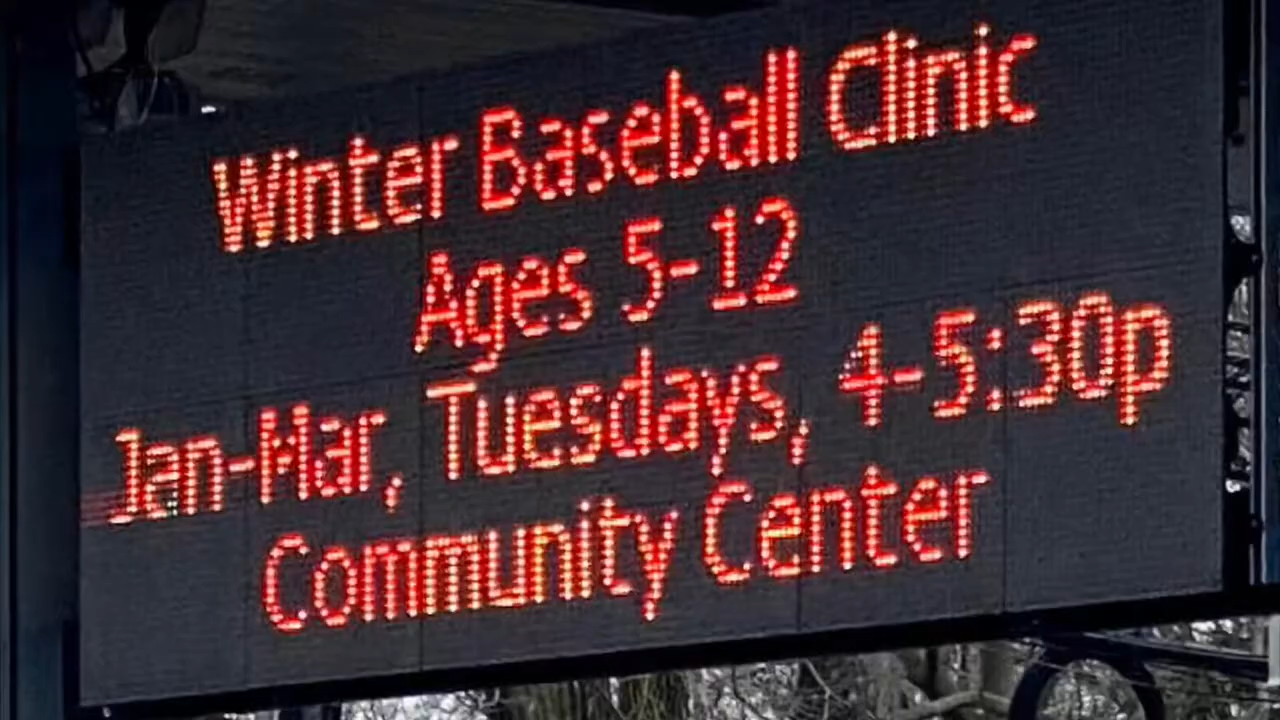 Winter Baseball Clinic
Ages 5-12
Jan-Mar, Tuesdays, 4-5:30p
Community Center